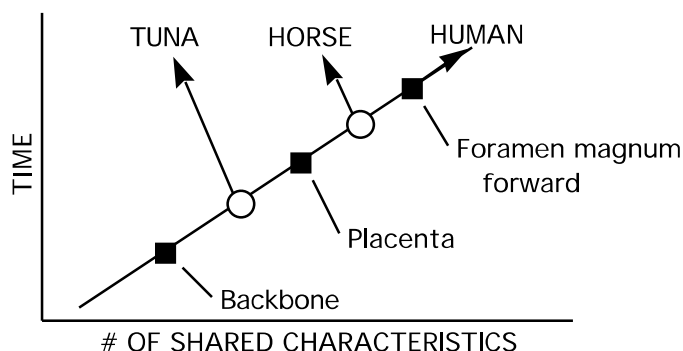 TUNA
HORSE
HUMAN
TIME
Foramen magnum
forward
Placenta
Backbone
# OF SHARED CHARACTERISTICS